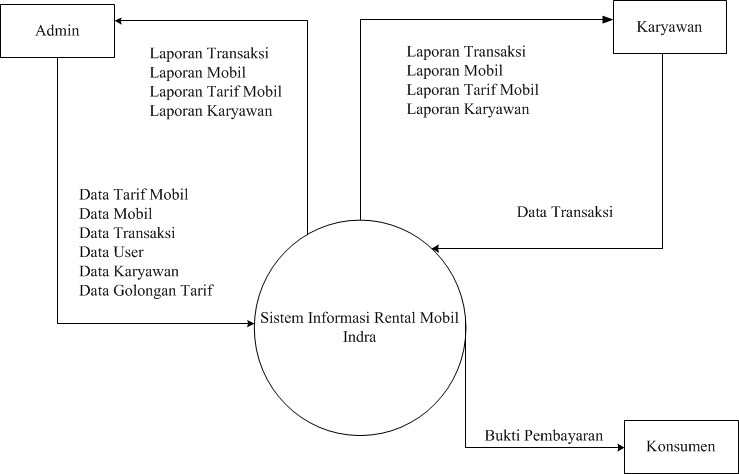 Admin
Karyawan
Laporan Transaksi
Laporan Mobil
Laporan Tarif Mobil
Laporan Karyawan
Laporan Transaksi
Laporan Mobil
Laporan Tarif Mobil
Laporan Karyawan
Data Tarif Mobil
Data Mobil
Data Transaksi
Data User
Data Karyawan
Data Golongan Tarif
Data Transaksi
Sistem Informasi Rental Mobil
Indra
Bukti Pembayaran
Konsumen